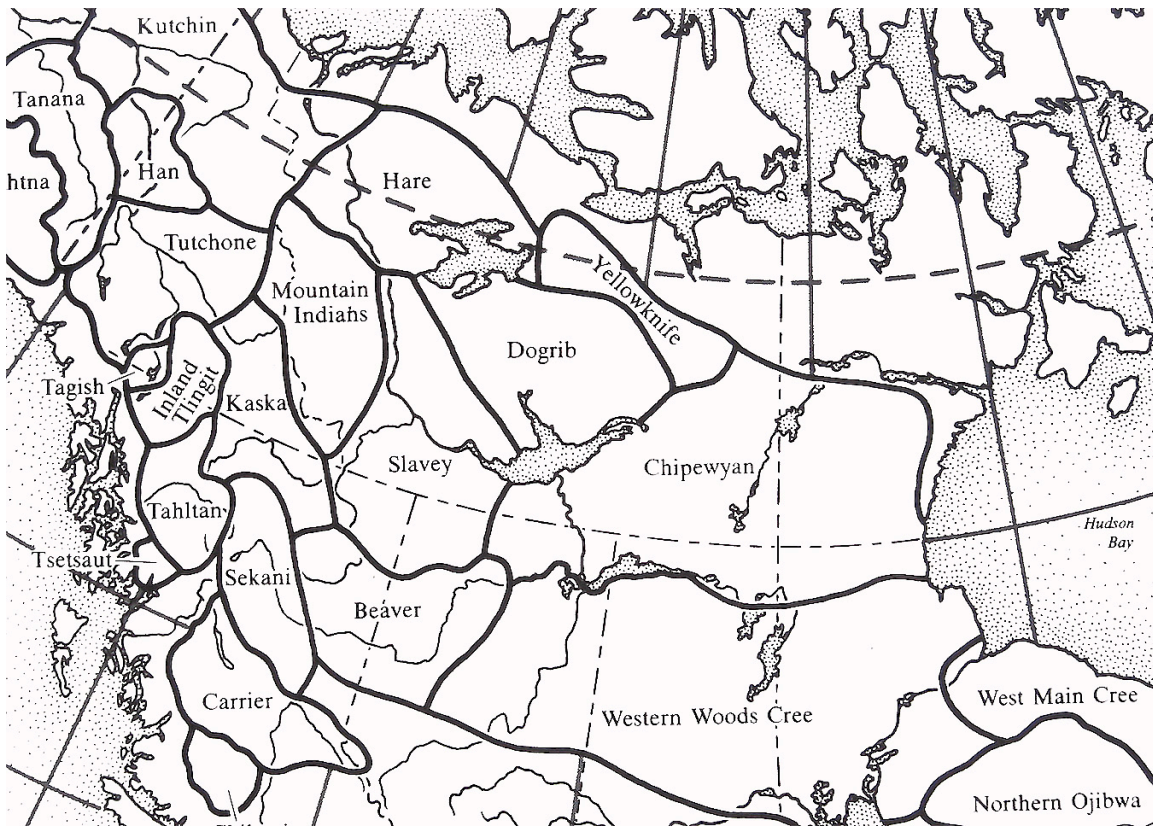 Kutchin
Tanana
Han
htna
Hare
Tutchone
Yellowknife
Mountain
Indians
Dogrib
Tagish
Inland
Tlingit
Kaska
Slavey
Chipewyan
Tahltan
Hudson
Bay
Tsetsaut
Sekani
Beaver
Carrier
West Main Cree
Western Woods Cree
Northern Ojibwa